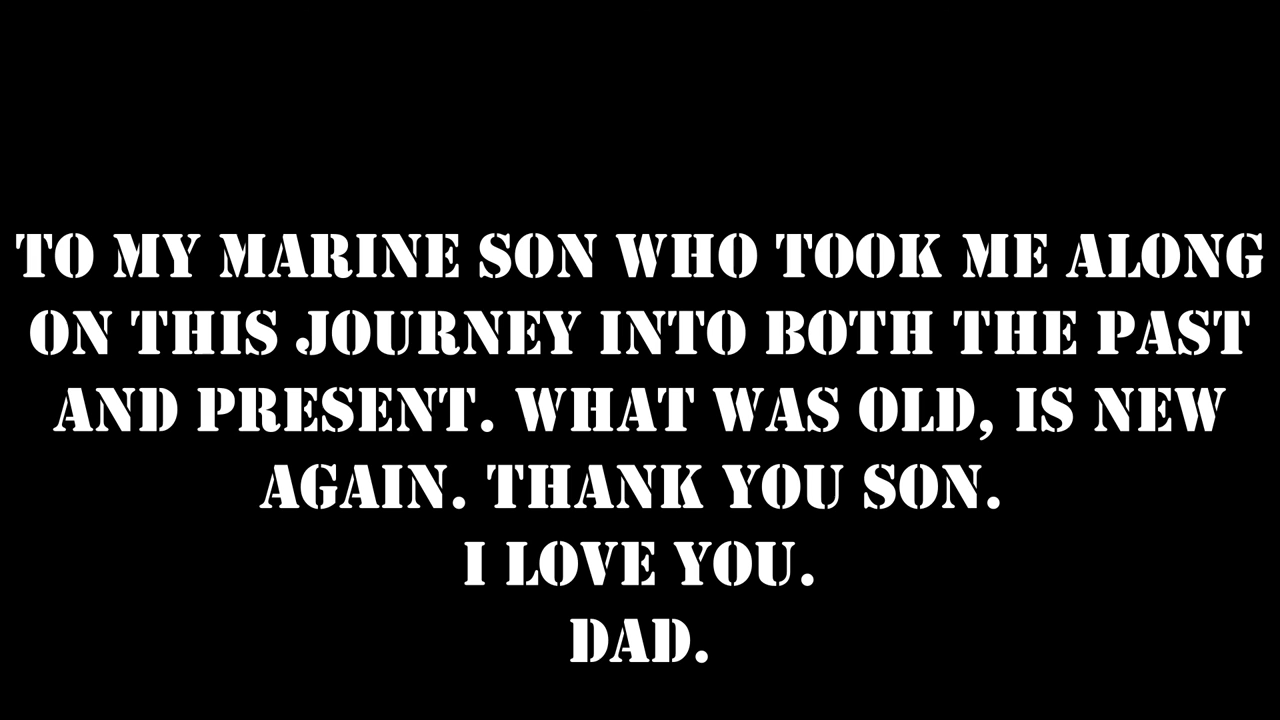 TO MY MARINE SON WHO TOOK ME ALONG
ON THIS JOURNEY INTO BOTH THE PAST
AND PRESENT. WHAT WAS OLD, IS NEW
AGAIN. THANK YOU SON.
I LOVE YOU.
DAD.